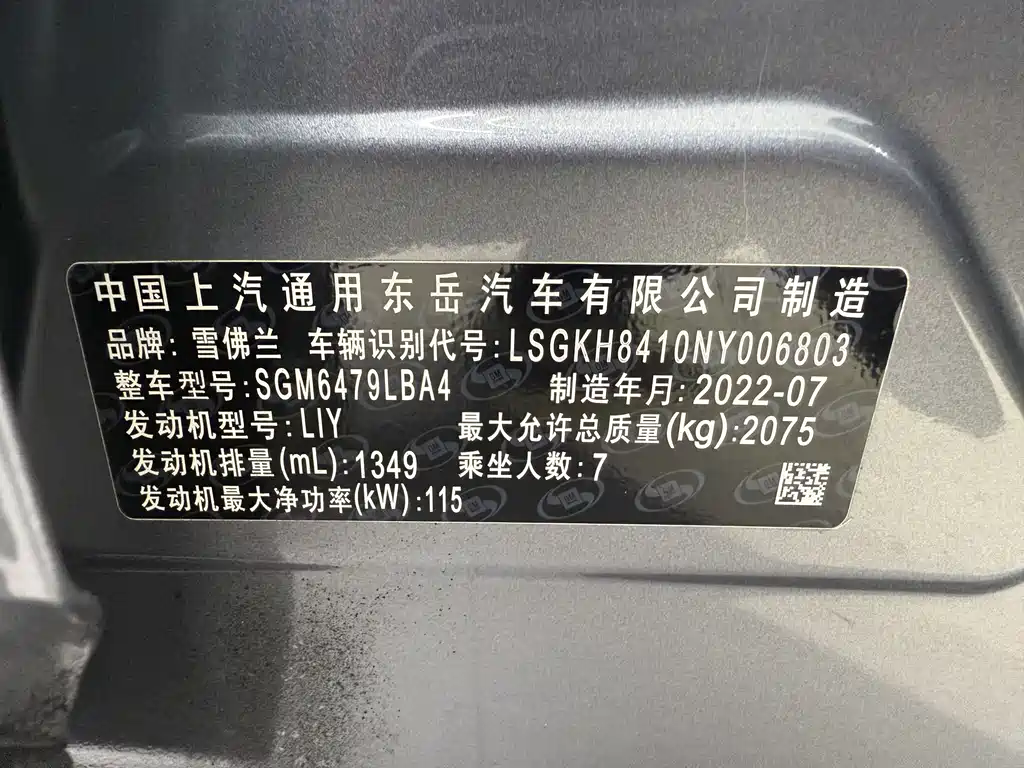 中国上汽通用东岳汽车有限公司制造
品牌: 雪佛兰 车辆识别代号: LSGKH8410NY006803
整车型号: SGM6479LBA4 制造年月: 2022-07
发动机型号: LIY 最大允许总质量(kg): 2075
发动机排量(mL): 1349 乘坐人数: 7
发动机最大净功率(kW): 115